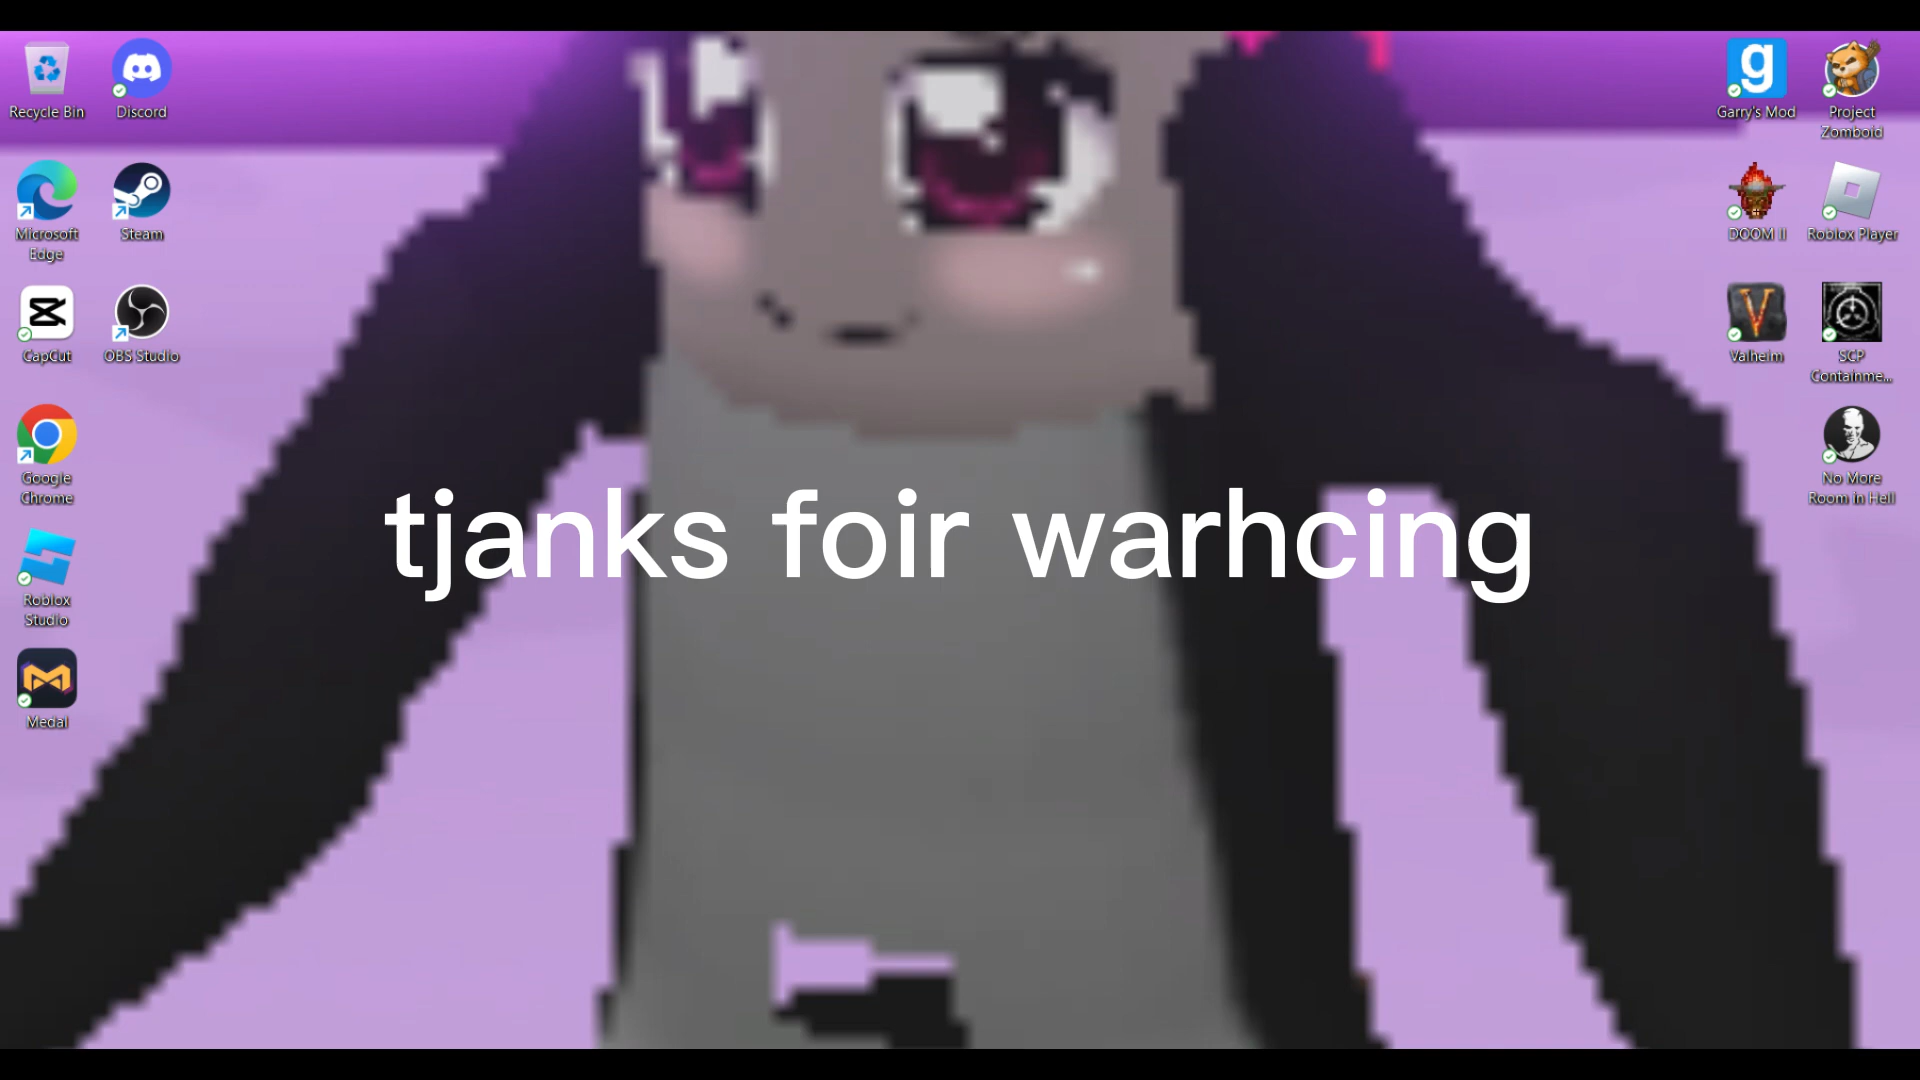 Recycle Bin
Discord
Garry's Mod
Project
Zomboid
Microsoft
Edge
Steam
DOOM II
Roblox Player
CapCut
OBS Studio
Valheim
SCP
Containme...
Google
Chrome
No More
Room in Hell
tjanks foir warhcing
Roblox
Studio
Medal